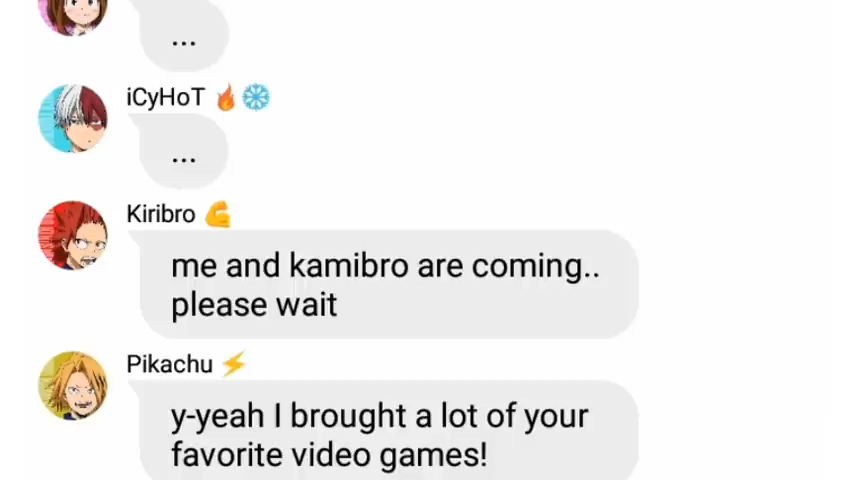 ...
iCyHoT 🔥❄️
...
Kiribro 💪
me and kamibro are coming..
please wait
Pikachu ⚡
y-yeah I brought a lot of your
favorite video games!